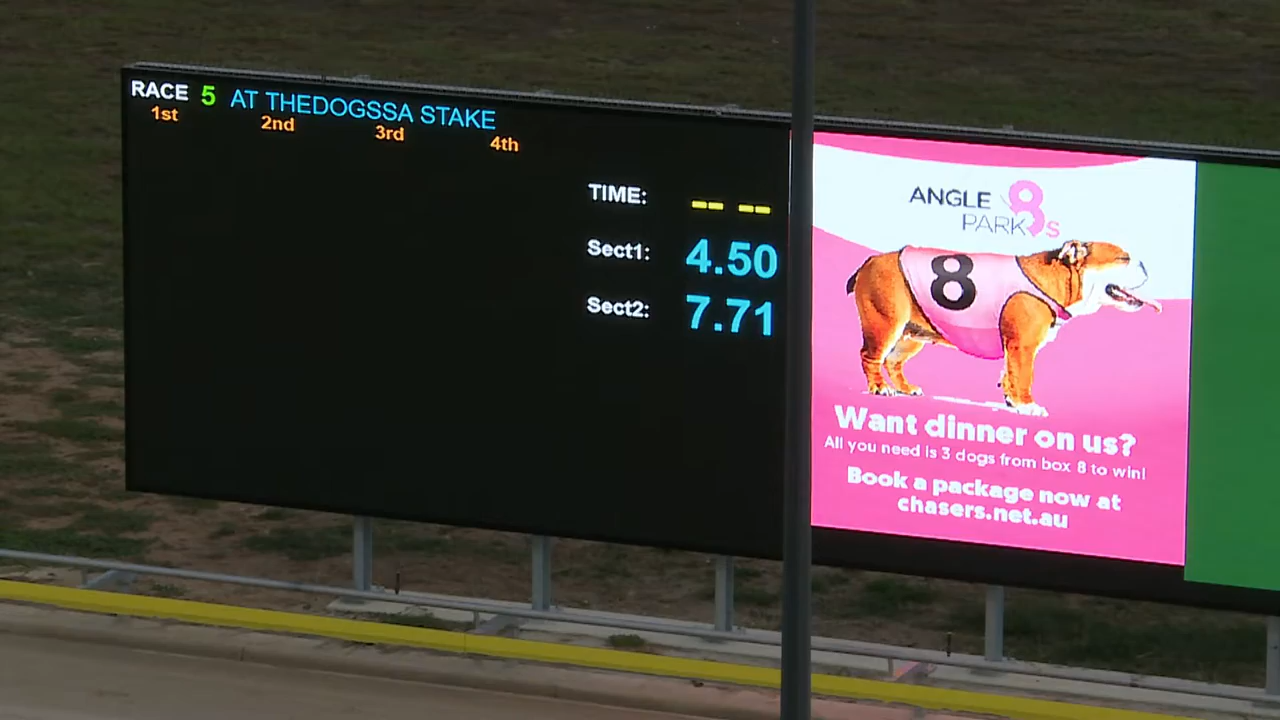 RACE 5 AT THEDOGSSA STAKE
1st 2nd 3rd 4th
TIME: -- --
Sect1: 4.50
Sect2: 7.71
ANGLE 8s
PARK
8
Want dinner on us?
All you need is 3 dogs from box 8 to win!
Book a package now at
chasers.net.au